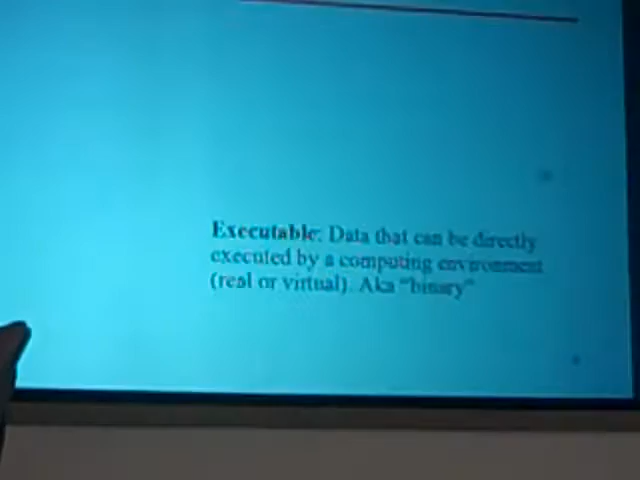 Executable: Data that can be directly
executed by a computing environment
(real or virtual). Aka "binary"